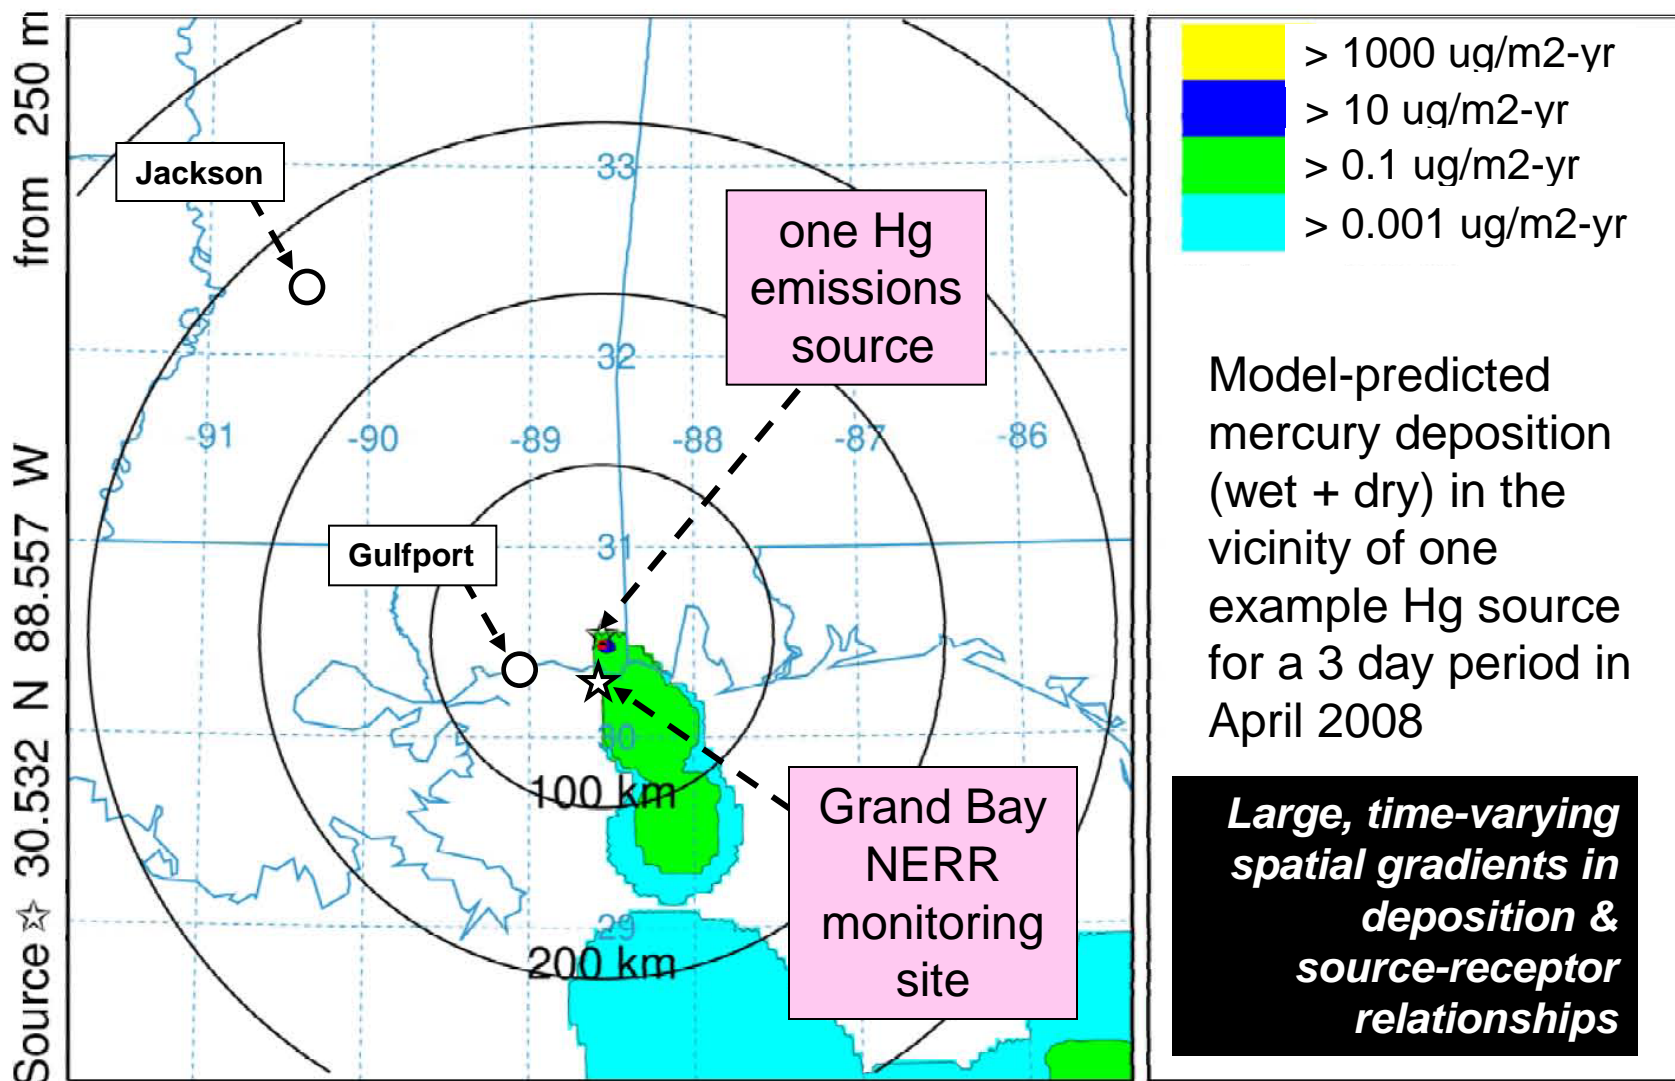 Source ☆ 30.532 N 88.557 W from 250 m
Jackson
33
one Hg
emissions
source
32
-91
-90
-89
-88
-87
-86
31
Gulfport
30
100 km
Grand Bay
NERR
monitoring
site
29
200 km
> 1000 ug/m2-yr
> 10 ug/m2-yr
> 0.1 ug/m2-yr
> 0.001 ug/m2-yr
Model-predicted
mercury deposition
(wet + dry) in the
vicinity of one
example Hg source
for a 3 day period in
April 2008
Large, time-varying
spatial gradients in
deposition &
source-receptor
relationships